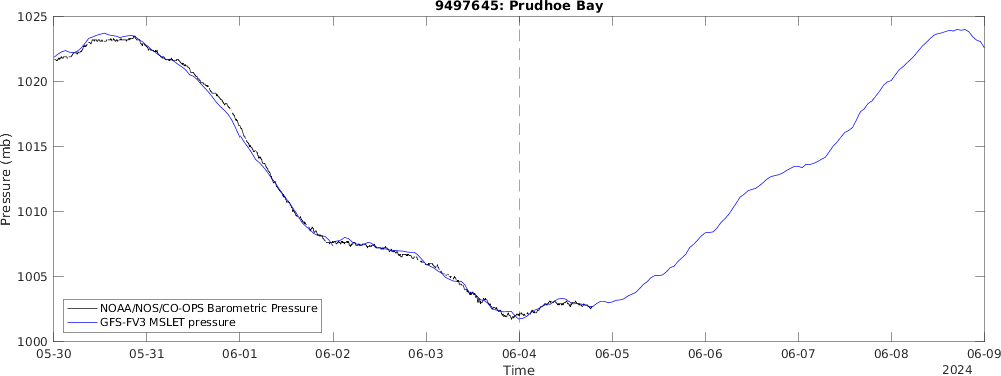 9497645: Prudhoe Bay
1025
1020
1015
1010
1005
1000
Pressure (mb)
NOAA/NOS/CO-OPS Barometric Pressure
GFS-FV3 MSLET pressure
05-30 05-31 06-01 06-02 06-03 06-04 06-05 06-06 06-07 06-08 06-09
Time
2024